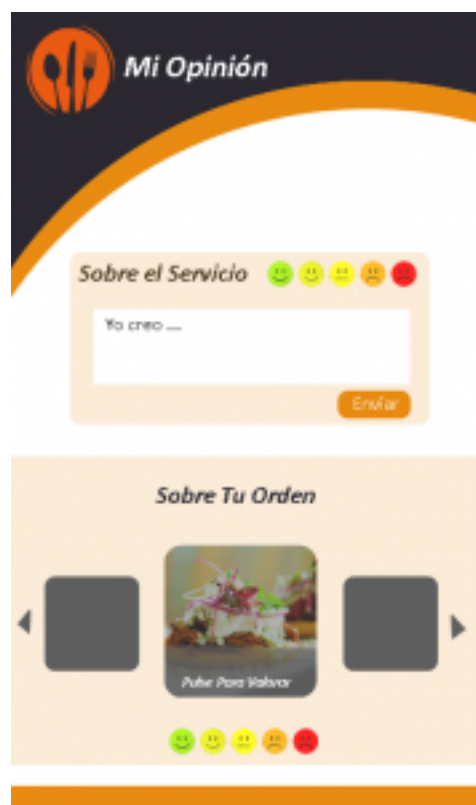 Mi Opinión
Sobre el Servicio
Yo creo ....
Enviar
Sobre Tu Orden
Pulse Para Valorar